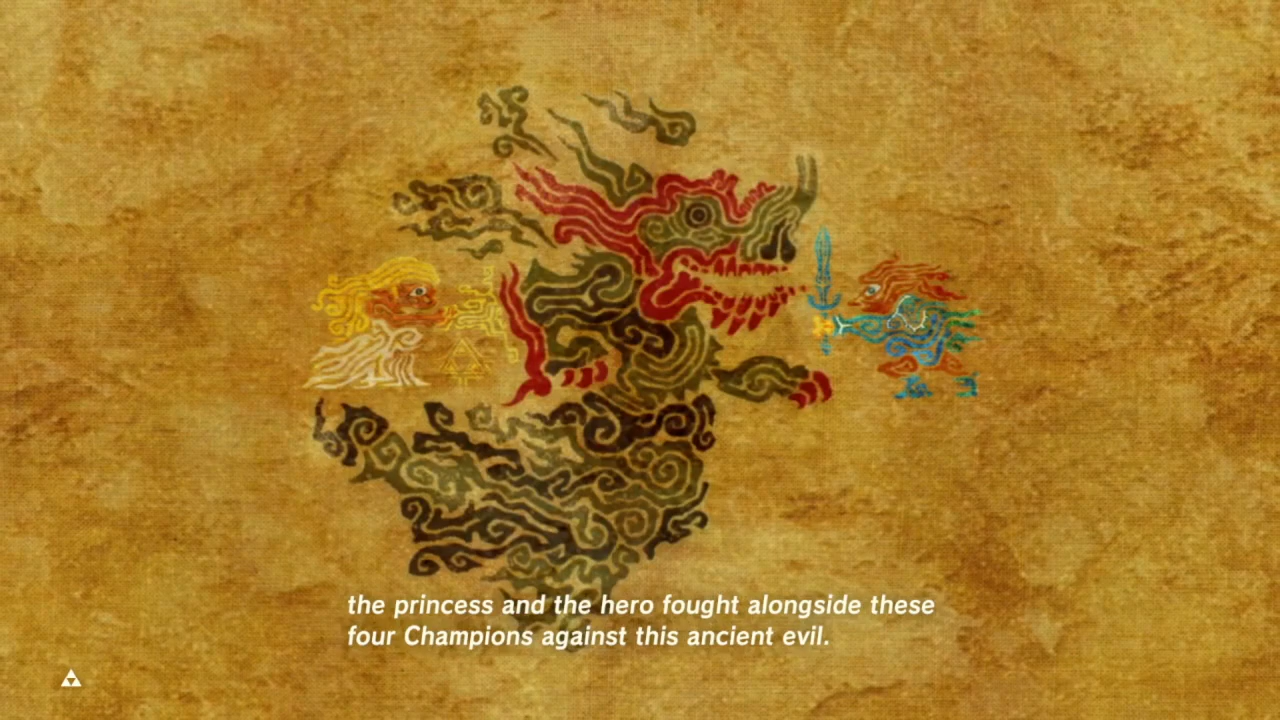 the princess and the hero fought alongside these
four Champions against this ancient evil.